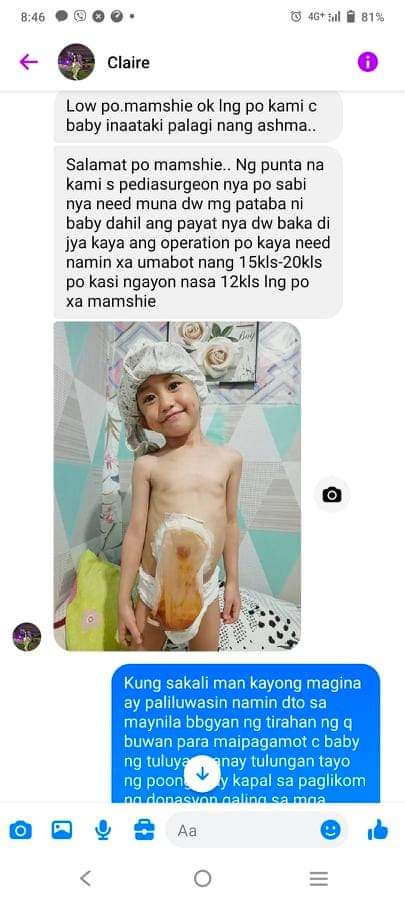 8:46
4G+
81%
Claire
Low po.mamshie ok lng po kami c
baby inaataki palagi nang ashma..
Salamat po mamshie.. Ng punta na
kami s pediasurgeon nya po sabi
nya need muna dw mg pataba ni
baby dahil ang payat nya dw baka di
jya kaya ang operation po kaya need
namin xa umabot nang 15kls-20kls
po kasi ngayon nasa 12kls lng po
xa mamshie
Kung sakali man kayong magina
ay paliluwasin namin dto sa
maynila bbgyan ng tirahan ng q
buwan para maipagamot c baby
ng tulungan tayo
ng kapal sa paglikom
ng donasyon galing sa mga
Aa